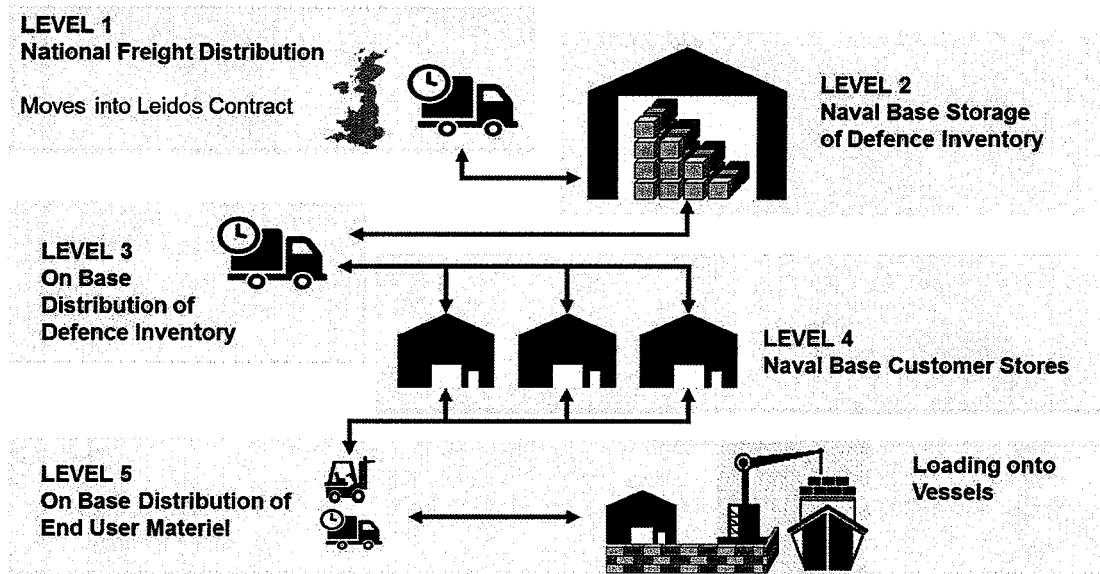 LEVEL 1
National Freight Distribution
Moves into Leidos Contract
LEVEL 2
Naval Base Storage
of Defence Inventory
LEVEL 3
On Base
Distribution of
Defence Inventory
LEVEL 4
Naval Base Customer Stores
LEVEL 5
On Base Distribution of
End User Materiel
Loading onto
Vessels